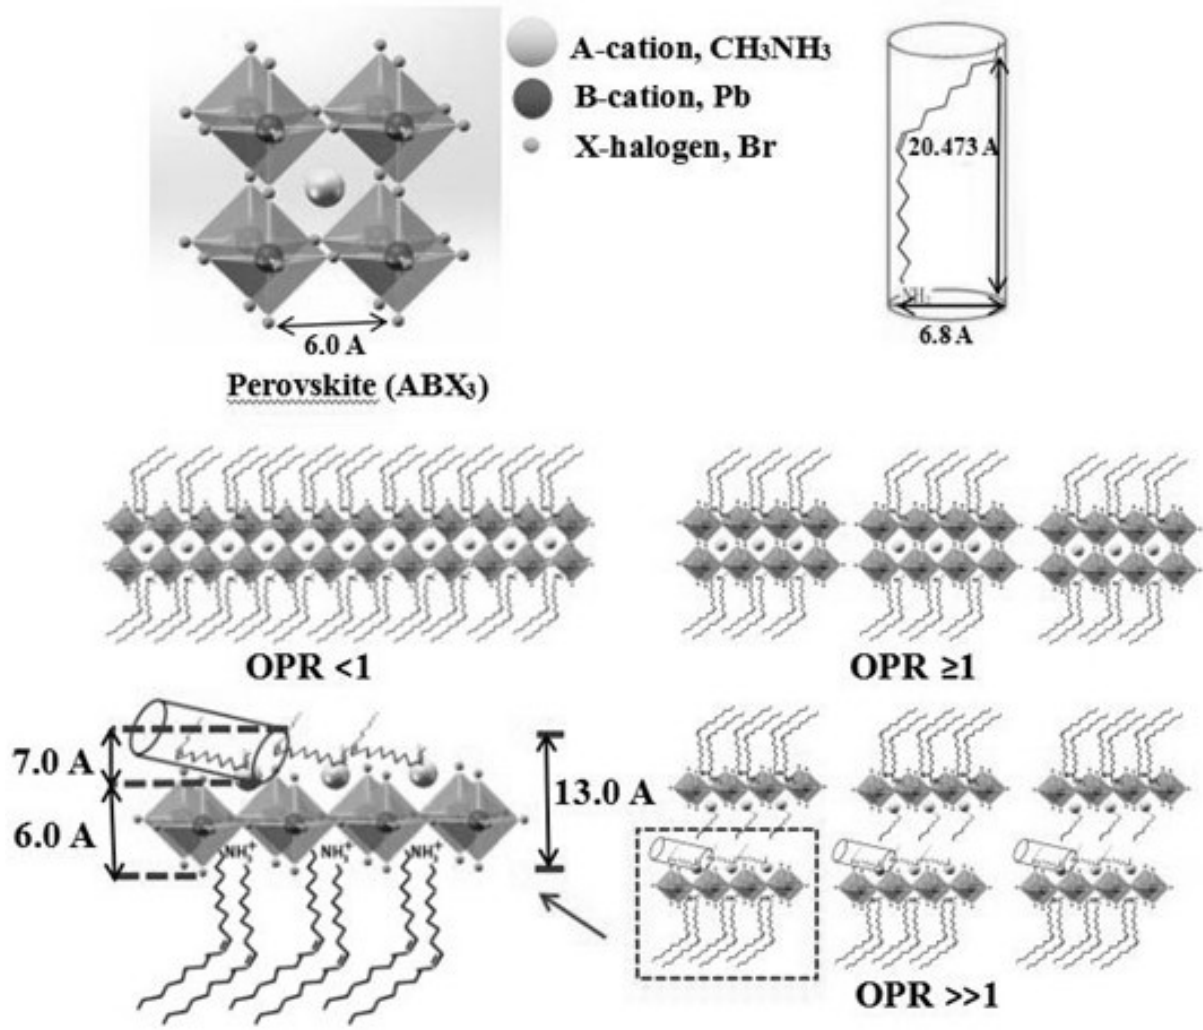 A-cation, CH₃NH₃
B-cation, Pb
X-halogen, Br
6.0 A
Perovskite (ABX₃)
20.473 A
NH₂
6.8 A
OPR <1
OPR ≥1
7.0 A
6.0 A
13.0 A
NH₃⁺ NH₃⁺ NH₃⁺
OPR >>1